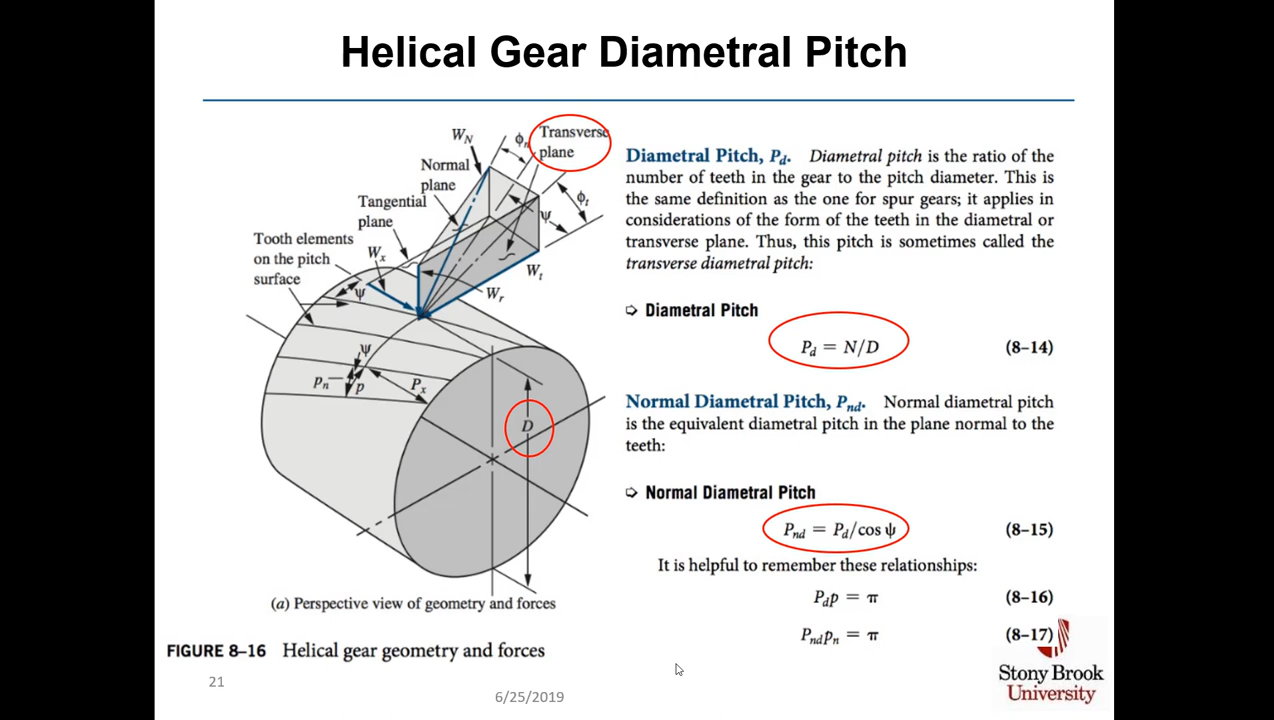 Helical Gear Diametral Pitch
W_N
ϕ_n
Transverse
plane
Normal
plane
Tangential
plane
ϕ_t
ψ
Tooth elements
on the pitch
surface
W_x
W_t
ψ
W_r
ψ
p_n
p
P_x
D
(a) Perspective view of geometry and forces
FIGURE 8–16 Helical gear geometry and forces
Diametral Pitch, P_d. Diametral pitch is the ratio of the
number of teeth in the gear to the pitch diameter. This is
the same definition as the one for spur gears; it applies in
considerations of the form of the teeth in the diametral or
transverse plane. Thus, this pitch is sometimes called the
transverse diametral pitch:
➩ Diametral Pitch
P_d = N/D (8–14)
Normal Diametral Pitch, P_nd. Normal diametral pitch
is the equivalent diametral pitch in the plane normal to the
teeth:
➩ Normal Diametral Pitch
P_nd = P_d/cos ψ (8–15)
It is helpful to remember these relationships:
P_d p = π (8–16)
P_nd p_n = π (8–17)
21
6/25/2019
Stony Brook
University